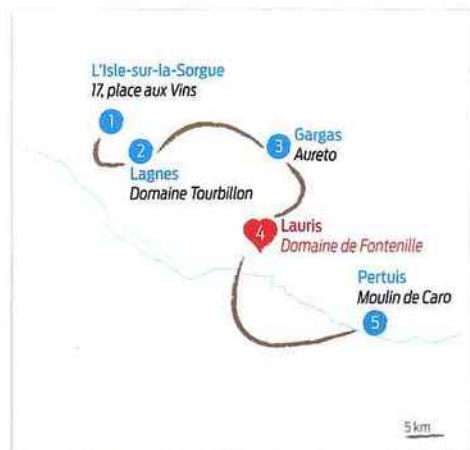 L'Isle-sur-la-Sorgue
17, place aux Vins
1
2
Lagnes
Domaine Tourbillon
3
Gargas
Aureto
4
Lauris
Domaine de Fontenille
Pertuis
Moulin de Caro
5
5 km